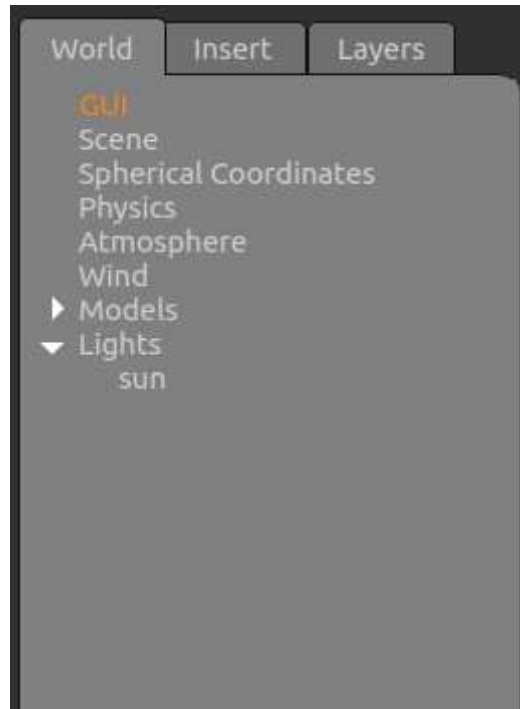 World Insert Layers
GUI
Scene
Spherical Coordinates
Physics
Atmosphere
Wind
Models
Lights
sun